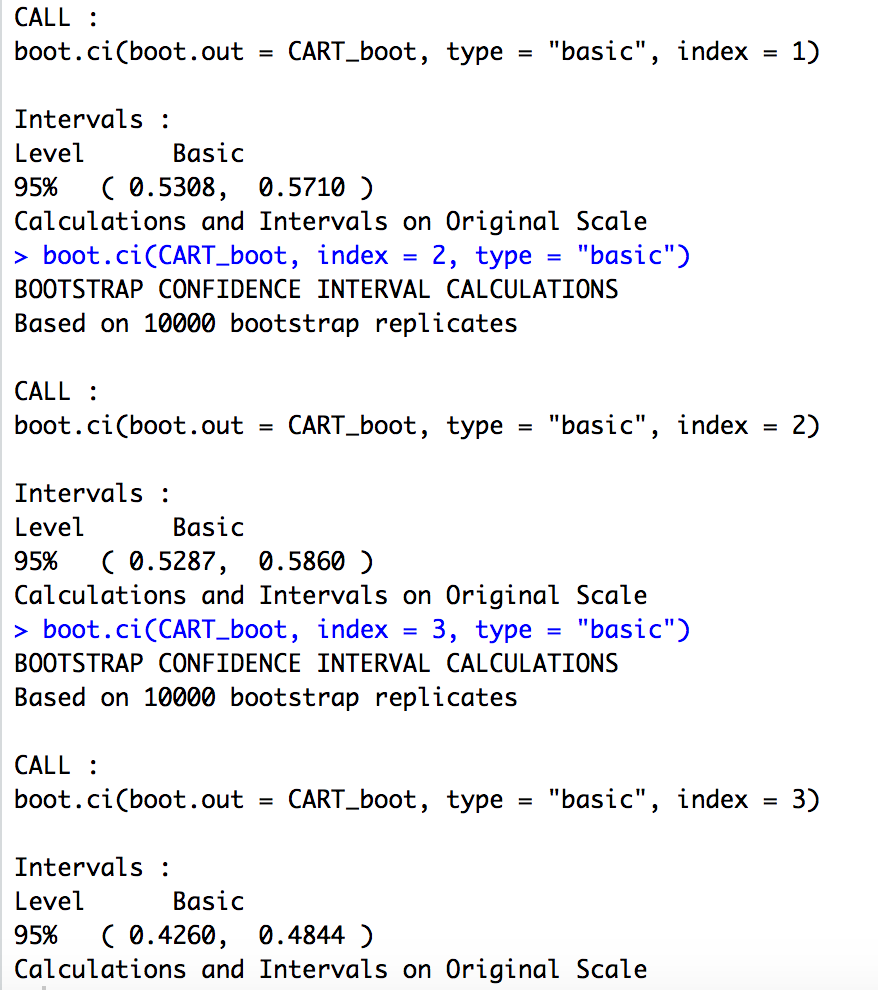 CALL :
boot.ci(boot.out = CART_boot, type = "basic", index = 1)
Intervals :
Level      Basic
95%   ( 0.5308,  0.5710 )
Calculations and Intervals on Original Scale
> boot.ci(CART_boot, index = 2, type = "basic")
BOOTSTRAP CONFIDENCE INTERVAL CALCULATIONS
Based on 10000 bootstrap replicates
CALL :
boot.ci(boot.out = CART_boot, type = "basic", index = 2)
Intervals :
Level      Basic
95%   ( 0.5287,  0.5860 )
Calculations and Intervals on Original Scale
> boot.ci(CART_boot, index = 3, type = "basic")
BOOTSTRAP CONFIDENCE INTERVAL CALCULATIONS
Based on 10000 bootstrap replicates
CALL :
boot.ci(boot.out = CART_boot, type = "basic", index = 3)
Intervals :
Level      Basic
95%   ( 0.4260,  0.4844 )
Calculations and Intervals on Original Scale